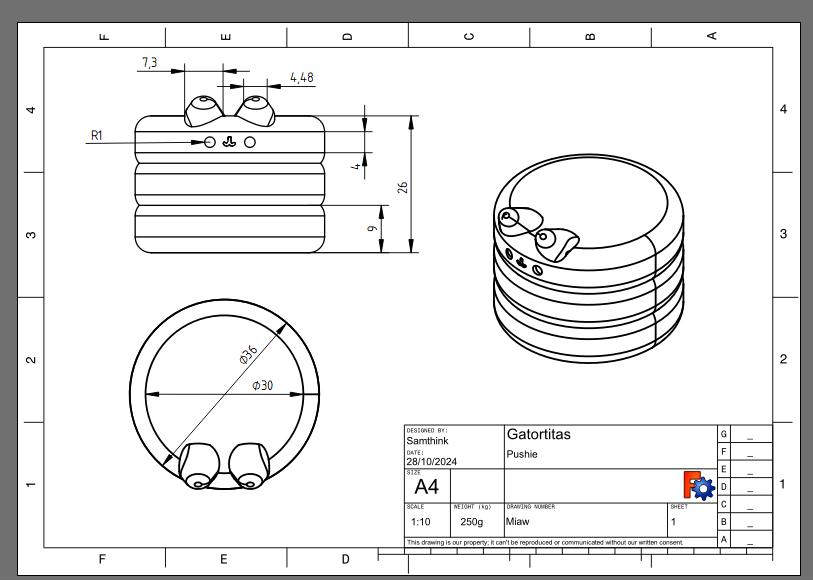 F E D C B A
7,3
4,48
4 4
R1
4
26
3 9 3
2 Ø36 2
Ø30
DESIGNED BY:
Samthink
Gatortitas
G _
DATE:
28/10/2024
Pushie
F _
SIZE
A4
E _
1 D _ 1
SCALE WEIGHT (kg) DRAWING NUMBER SHEET
C _
1:10 250g Miaw 1
B _
This drawing is our property; it can't be reproduced or communicated without our written consent.
A _
F E D